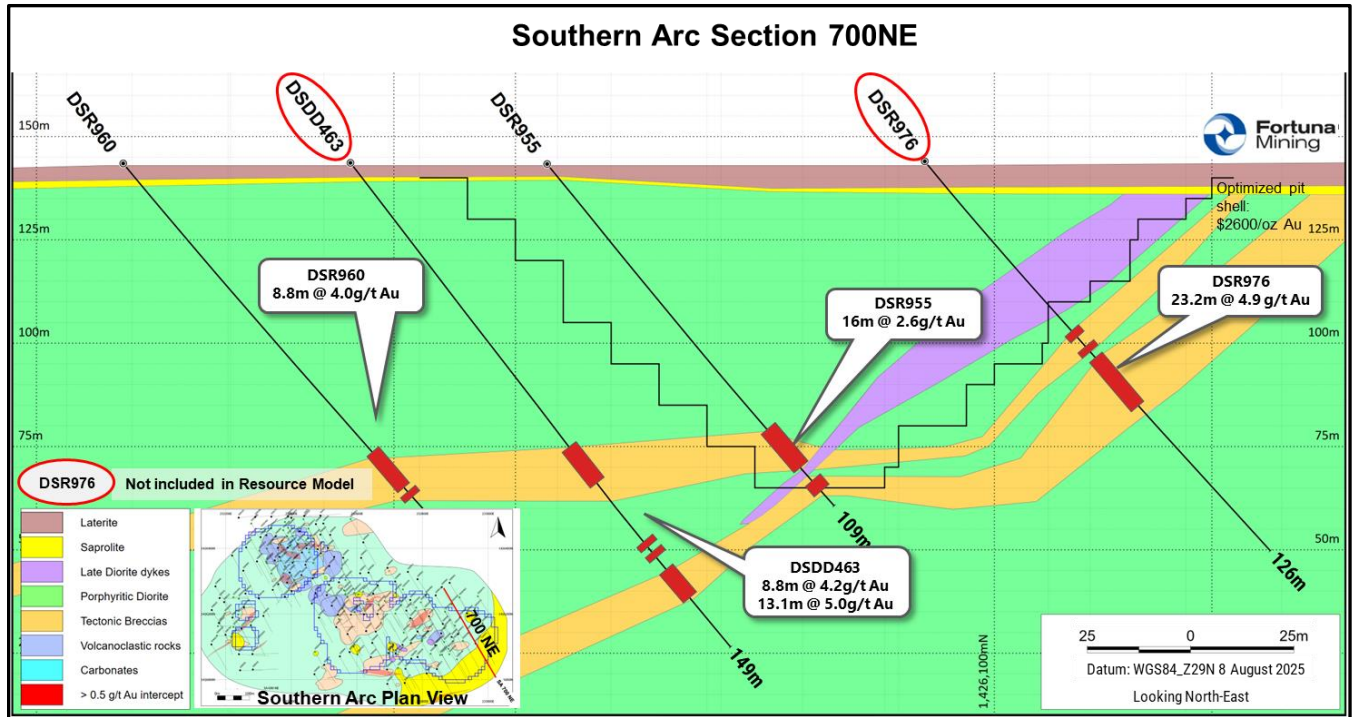 Southern Arc Section 700NE
DSR960
DSDD463
DSR955
DSR976
Fortuna
Mining
150m
125m
100m
75m
Optimized pit
shell:
$2600/oz Au
125m
100m
75m
50m
DSR960
8.8m @ 4.0g/t Au
DSR955
16m @ 2.6g/t Au
DSR976
23.2m @ 4.9 g/t Au
DSDD463
8.8m @ 4.2g/t Au
13.1m @ 5.0g/t Au
109m
126m
149m
DSR976 Not included in Resource Model
Laterite
Saprolite
Late Diorite dykes
Porphyritic Diorite
Tectonic Breccias
Volcanoclastic rocks
Carbonates
> 0.5 g/t Au intercept
700 NE
Southern Arc Plan View
1,426,100mN
25 0 25m
Datum: WGS84_Z29N 8 August 2025
Looking North-East